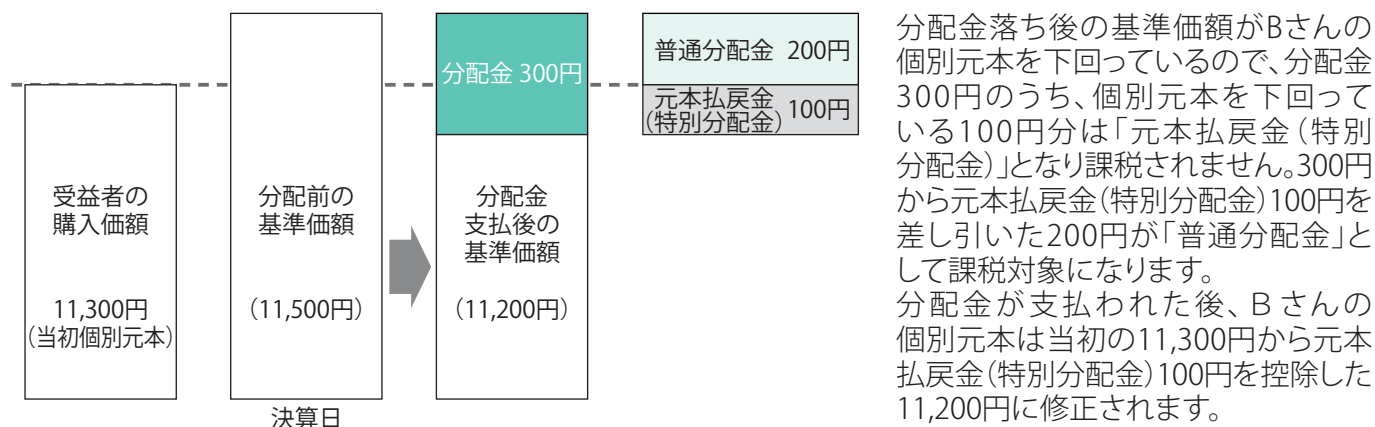 受益者の
購入価額
11,300円
（当初個別元本）
分配前の
基準価額
（11,500円）
決算日
分配金 300円
分配金
支払後の
基準価額
（11,200円）
普通分配金 200円
元本払戻金
（特別分配金）
100円
分配金落ち後の基準価額がBさんの
個別元本を下回っているので、分配金
300円のうち、個別元本を下回って
いる100円分は「元本払戻金（特別
分配金）」となり課税されません。300円
から元本払戻金（特別分配金）100円を
差し引いた200円が「普通分配金」と
して課税対象になります。
分配金が支払われた後、Ｂさんの
個別元本は当初の11,300円から元本
払戻金（特別分配金）100円を控除した
11,200円に修正されます。